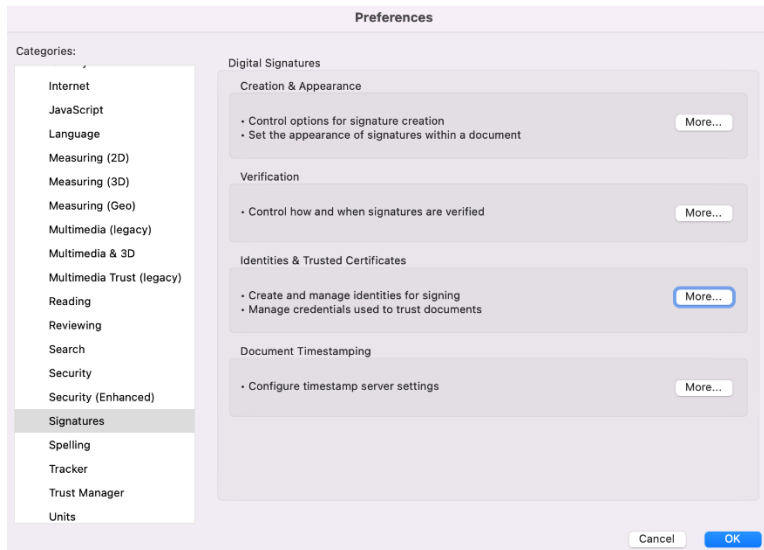 Preferences
Categories:
Internet
JavaScript
Language
Measuring (2D)
Measuring (3D)
Measuring (Geo)
Multimedia (legacy)
Multimedia & 3D
Multimedia Trust (legacy)
Reading
Reviewing
Search
Security
Security (Enhanced)
Signatures
Spelling
Tracker
Trust Manager
Units
Digital Signatures
Creation & Appearance
• Control options for signature creation
• Set the appearance of signatures within a document
More...
Verification
• Control how and when signatures are verified
More...
Identities & Trusted Certificates
• Create and manage identities for signing
• Manage credentials used to trust documents
More...
Document Timestamping
• Configure timestamp server settings
More...
Cancel
OK